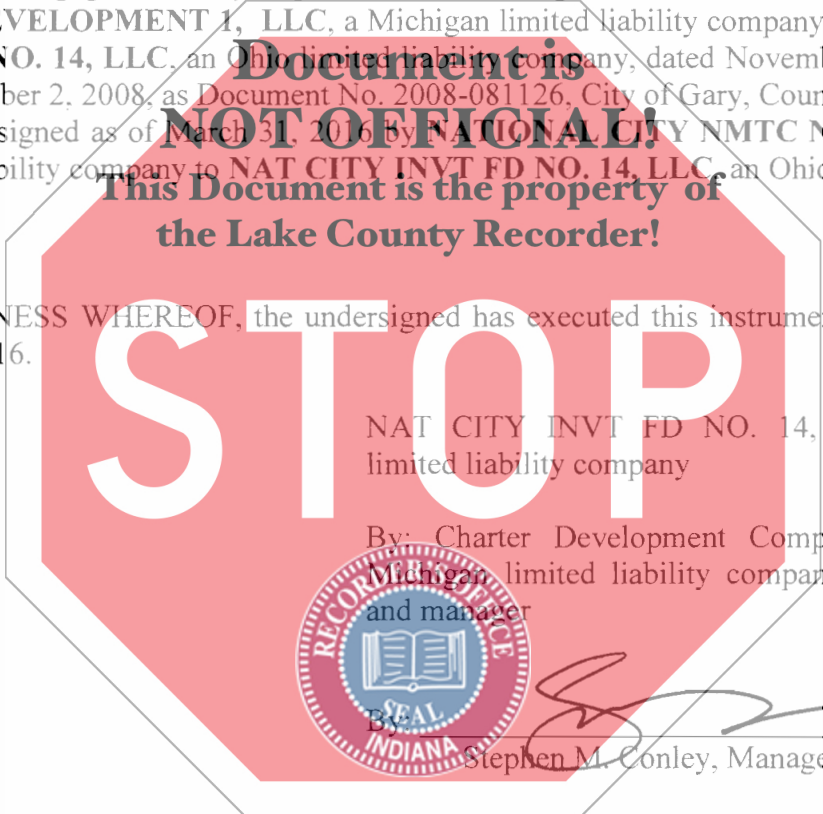 VELOPMENT 1, LLC, a Michigan limited liability company
NO. 14, LLC, an Ohio limited liability company, dated Novemb
Document is
ber 2, 2008, as Document No. 2008-081126, City of Gary, Coun
signed as of March 31, 2016 by NATIONAL CITY NMTC N
NOT OFFICIAL!
bility company to NAT CITY INVT FD NO. 14, LLC, an Ohio
This Document is the property of
the Lake County Recorder!
NESS WHEREOF, the undersigned has executed this instrume
16.
STOP
NAT CITY INVT FD NO. 14,
limited liability company
By: Charter Development Comp
Michigan limited liability compan
and manager
RECORDER'S OFFICE
SEAL
INDIANA
By:
Stephen M. Conley, Manage